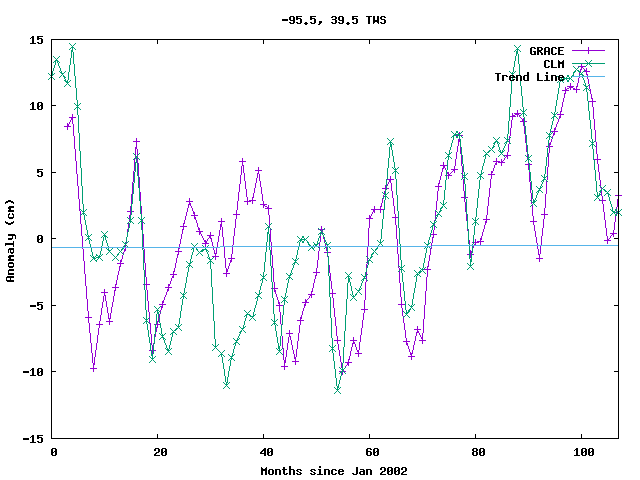 -95.5, 39.5 TWS
15
GRACE
CLM
Trend Line
10
5
0
-5
-10
-15
Anomaly (cm)
0 20 40 60 80 100
Months since Jan 2002